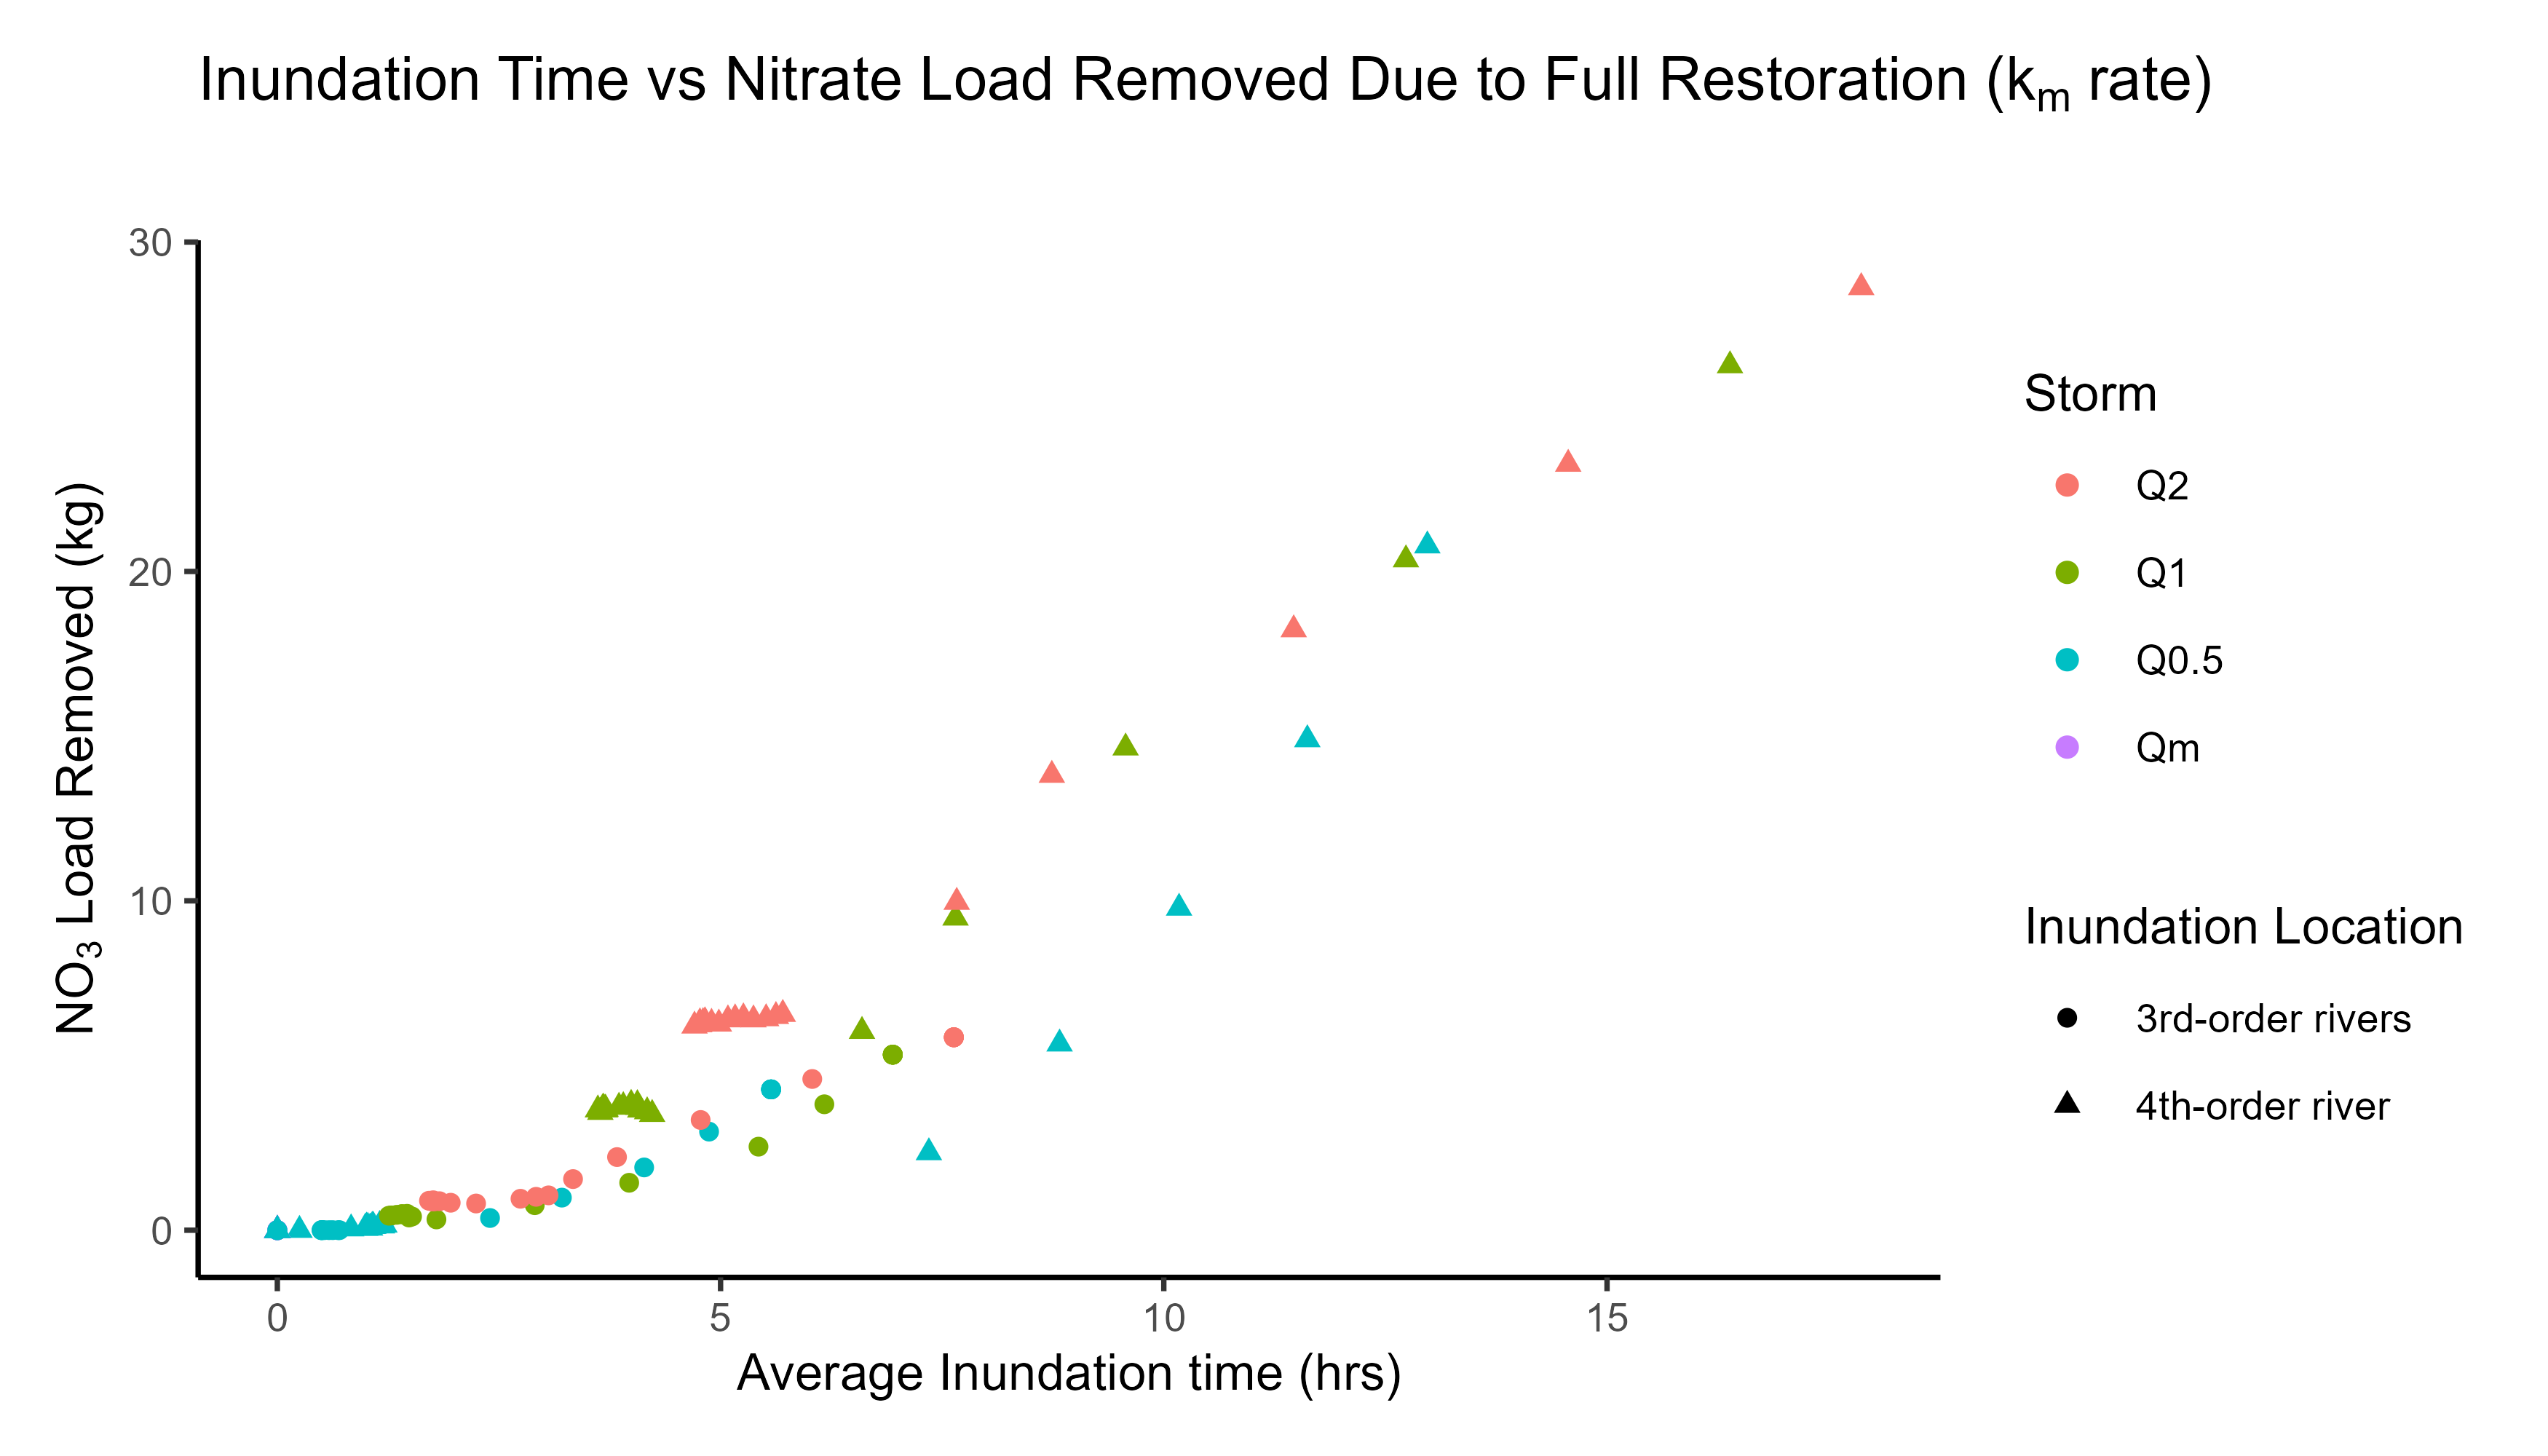 Inundation Time vs Nitrate Load Removed Due to Full Restoration (kₘ rate)
NO₃ Load Removed (kg)
30
20
10
0
0 5 10 15
Average Inundation time (hrs)
Storm
Q2
Q1
Q0.5
Qm
Inundation Location
3rd-order rivers
4th-order river